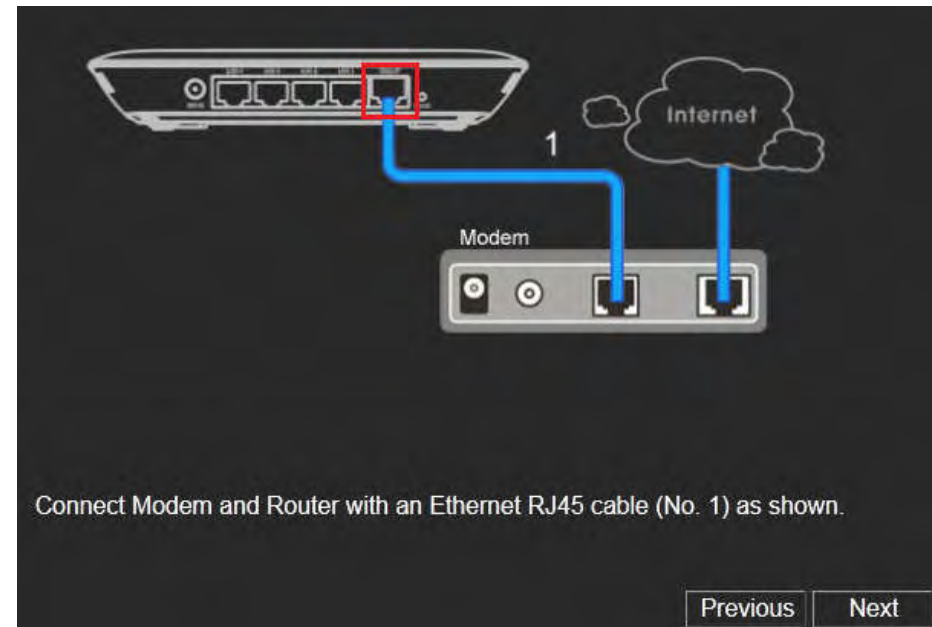 Internet
1
Modem
Connect Modem and Router with an Ethernet RJ45 cable (No. 1) as shown.
Previous
Next